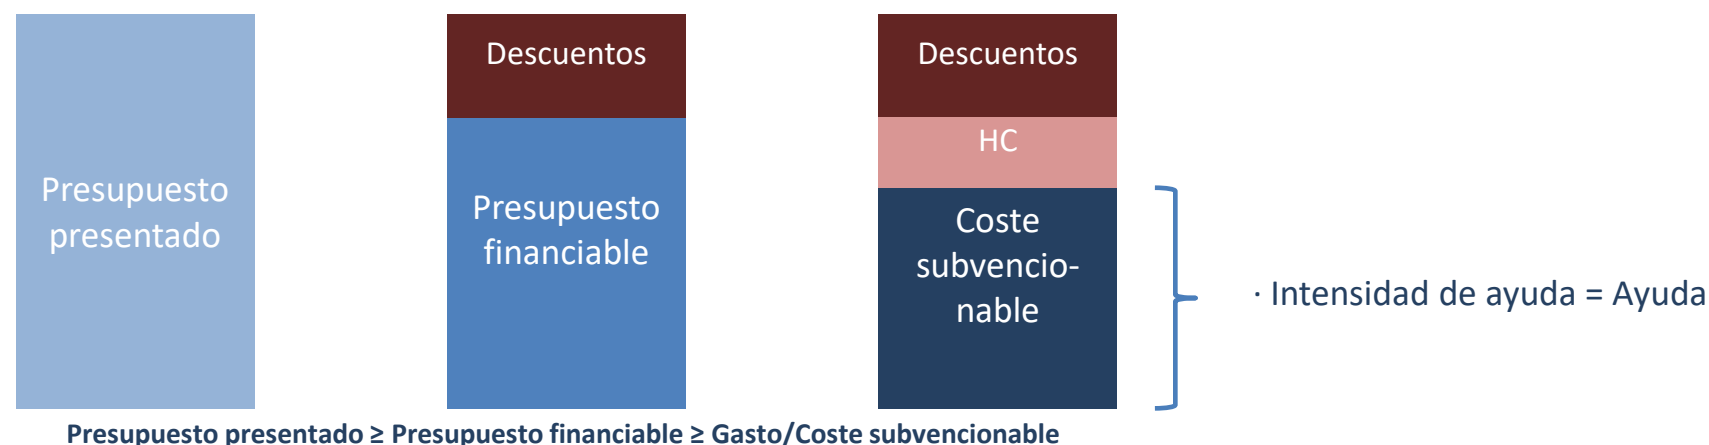 Presupuesto
presentado
Descuentos
Presupuesto
financiable
Descuentos
HC
Coste
subvencio-
nable
· Intensidad de ayuda = Ayuda
Presupuesto presentado ≥ Presupuesto financiable ≥ Gasto/Coste subvencionable